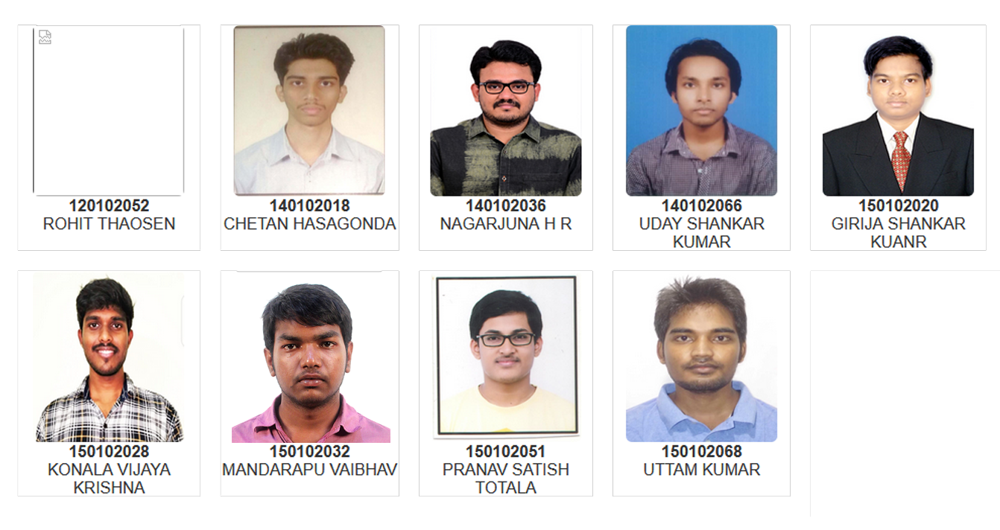 120102052
ROHIT THAOSEN
140102018
CHETAN HASAGONDA
140102036
NAGARJUNA H R
140102066
UDAY SHANKAR
KUMAR
150102020
GIRIJA SHANKAR
KUANR
150102028
KONALA VIJAYA
KRISHNA
150102032
MANDARAPU VAIBHAV
150102051
PRANAV SATISH
TOTALA
150102068
UTTAM KUMAR